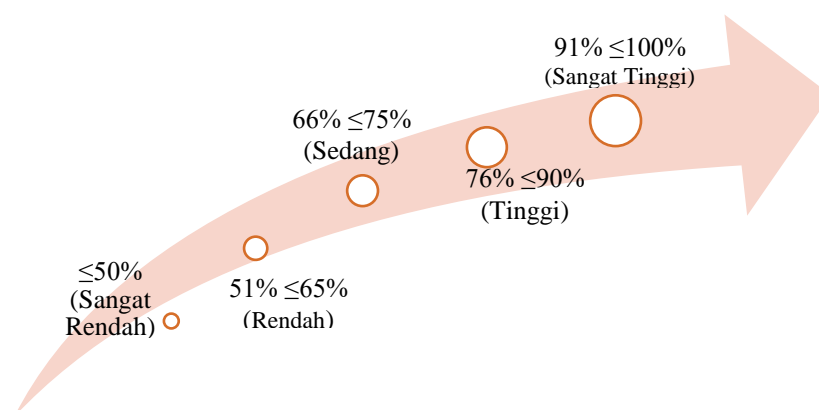 ≤50%
(Sangat
Rendah)
51% ≤65%
(Rendah)
66% ≤75%
(Sedang)
76% ≤90%
(Tinggi)
91% ≤100%
(Sangat Tinggi)